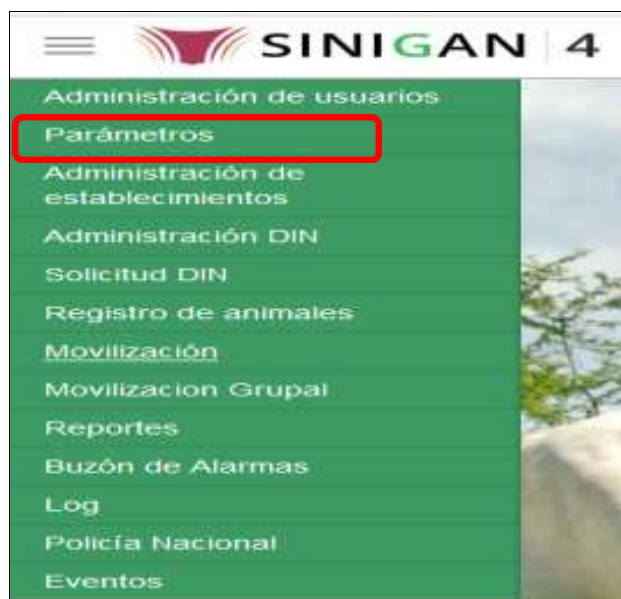 SINIGAN 4
Administración de usuarios
Parámetros
Administración de
establecimientos
Administración DIN
Solicitud DIN
Registro de animales
Movilización
Movilizacion Grupal
Reportes
Buzón de Alarmas
Log
Policía Nacional
Eventos